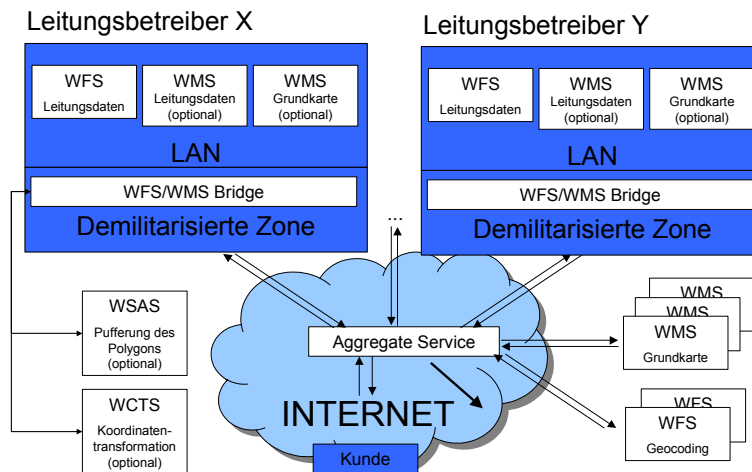 Leitungsbetreiber X
WFS
Leitungsdaten
WMS
Leitungsdaten
(optional)
WMS
Grundkarte
(optional)
LAN
WFS/WMS Bridge
Demilitarisierte Zone
Leitungsbetreiber Y
WFS
Leitungsdaten
WMS
Leitungsdaten
(optional)
WMS
Grundkarte
(optional)
LAN
WFS/WMS Bridge
Demilitarisierte Zone
...
WSAS
Pufferung des
Polygons
(optional)
WCTS
Koordinaten-
transformation
(optional)
Aggregate Service
INTERNET
Kunde
WMS
WMS
WMS
Grundkarte
WFS
WFS
Geocoding